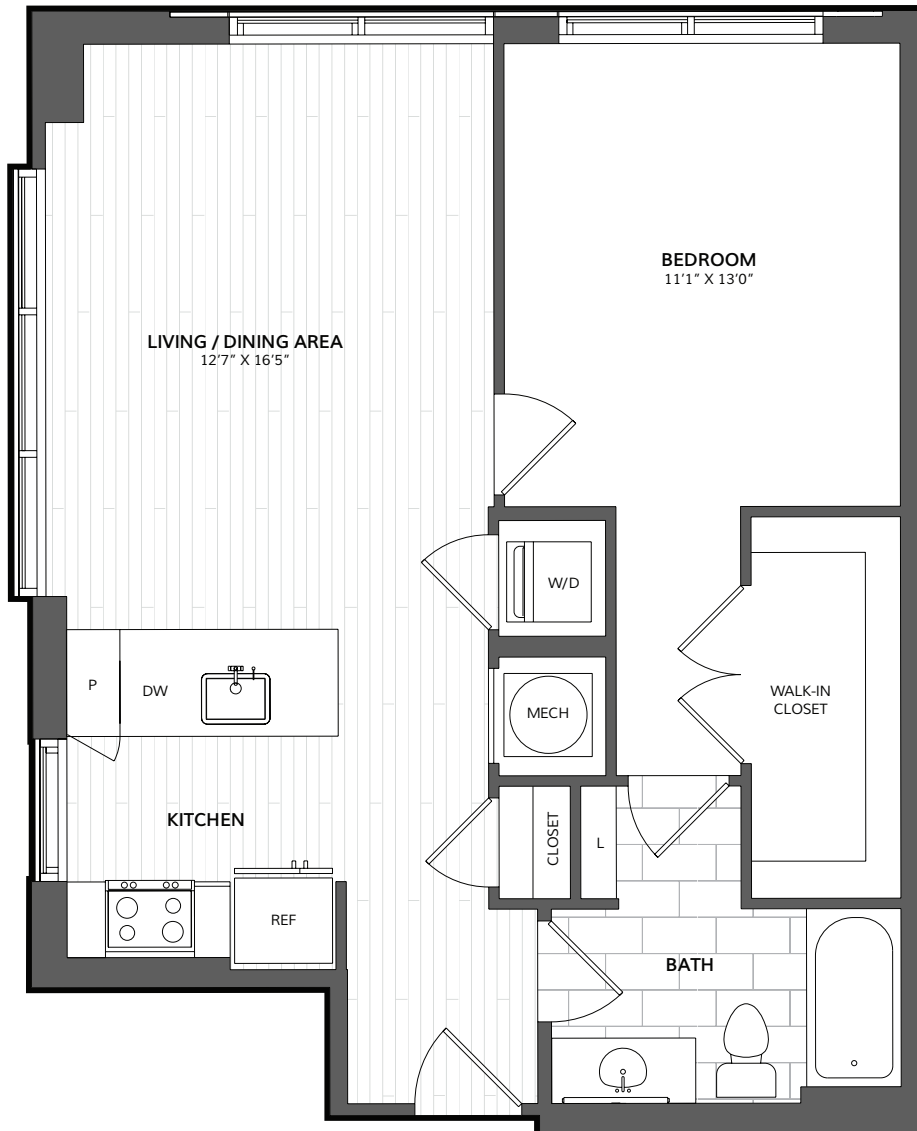 BEDROOM
11'1" X 13'0"
LIVING / DINING AREA
12'7" X 16'5"
W/D
P
DW
MECH
WALK-IN
CLOSET
KITCHEN
CLOSET
L
REF
BATH